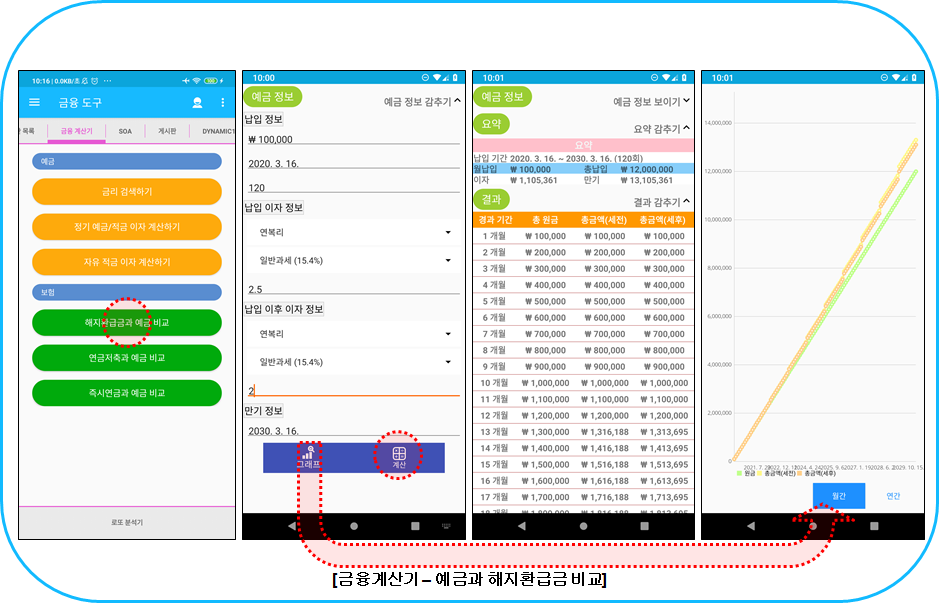 10:16 | 0.0KB/초
금융 도구
목록
금융 계산기
SOA
게시판
DYNAMIC1
예금
금리 검색하기
정기 예금/적금 이자 계산하기
자유 적금 이자 계산하기
보험
해지환급금과 예금 비교
연금저축과 예금 비교
즉시연금과 예금 비교
로또 분석기
10:00
예금 정보
예금 정보 감추기
납입 정보
₩ 100,000
2020. 3. 16.
120
납입 이자 정보
연복리
일반과세 (15.4%)
2.5
납입 이후 이자 정보
연복리
일반과세 (15.4%)
2
만기 정보
2030. 3. 16.
그래프
계산
10:01
예금 정보
예금 정보 보이기
요약
요약 감추기
요약
납입 기간 2020. 3. 16. ~ 2030. 3. 16. (120회)
월납입 ₩ 100,000 총납입 ₩ 12,000,000
이자 ₩ 1,105,361 만기 ₩ 13,105,361
결과
결과 감추기
경과 기간 총 원금 총금액(세전) 총금액(세후)
1 개월 ₩ 100,000 ₩ 100,000 ₩ 100,000
2 개월 ₩ 200,000 ₩ 200,000 ₩ 200,000
3 개월 ₩ 300,000 ₩ 300,000 ₩ 300,000
4 개월 ₩ 400,000 ₩ 400,000 ₩ 400,000
5 개월 ₩ 500,000 ₩ 500,000 ₩ 500,000
6 개월 ₩ 600,000 ₩ 600,000 ₩ 600,000
7 개월 ₩ 700,000 ₩ 700,000 ₩ 700,000
8 개월 ₩ 800,000 ₩ 800,000 ₩ 800,000
9 개월 ₩ 900,000 ₩ 900,000 ₩ 900,000
10 개월 ₩ 1,000,000 ₩ 1,000,000 ₩ 1,000,000
11 개월 ₩ 1,100,000 ₩ 1,100,000 ₩ 1,100,000
12 개월 ₩ 1,200,000 ₩ 1,200,000 ₩ 1,200,000
13 개월 ₩ 1,300,000 ₩ 1,316,188 ₩ 1,313,695
14 개월 ₩ 1,400,000 ₩ 1,416,188 ₩ 1,413,695
15 개월 ₩ 1,500,000 ₩ 1,516,188 ₩ 1,513,695
16 개월 ₩ 1,600,000 ₩ 1,616,188 ₩ 1,613,695
17 개월 ₩ 1,700,000 ₩ 1,716,188 ₩ 1,713,695
18 개월 ₩ 1,800,000 ₩ 1,816,188 ₩ 1,813,695
10:01
14,000,000
12,000,000
10,000,000
8,000,000
6,000,000
4,000,000
2,000,000
0
원금 총금액(세전) 총금액(세후)
월간
연간
[금융계산기 – 예금과 해지환급금 비교]